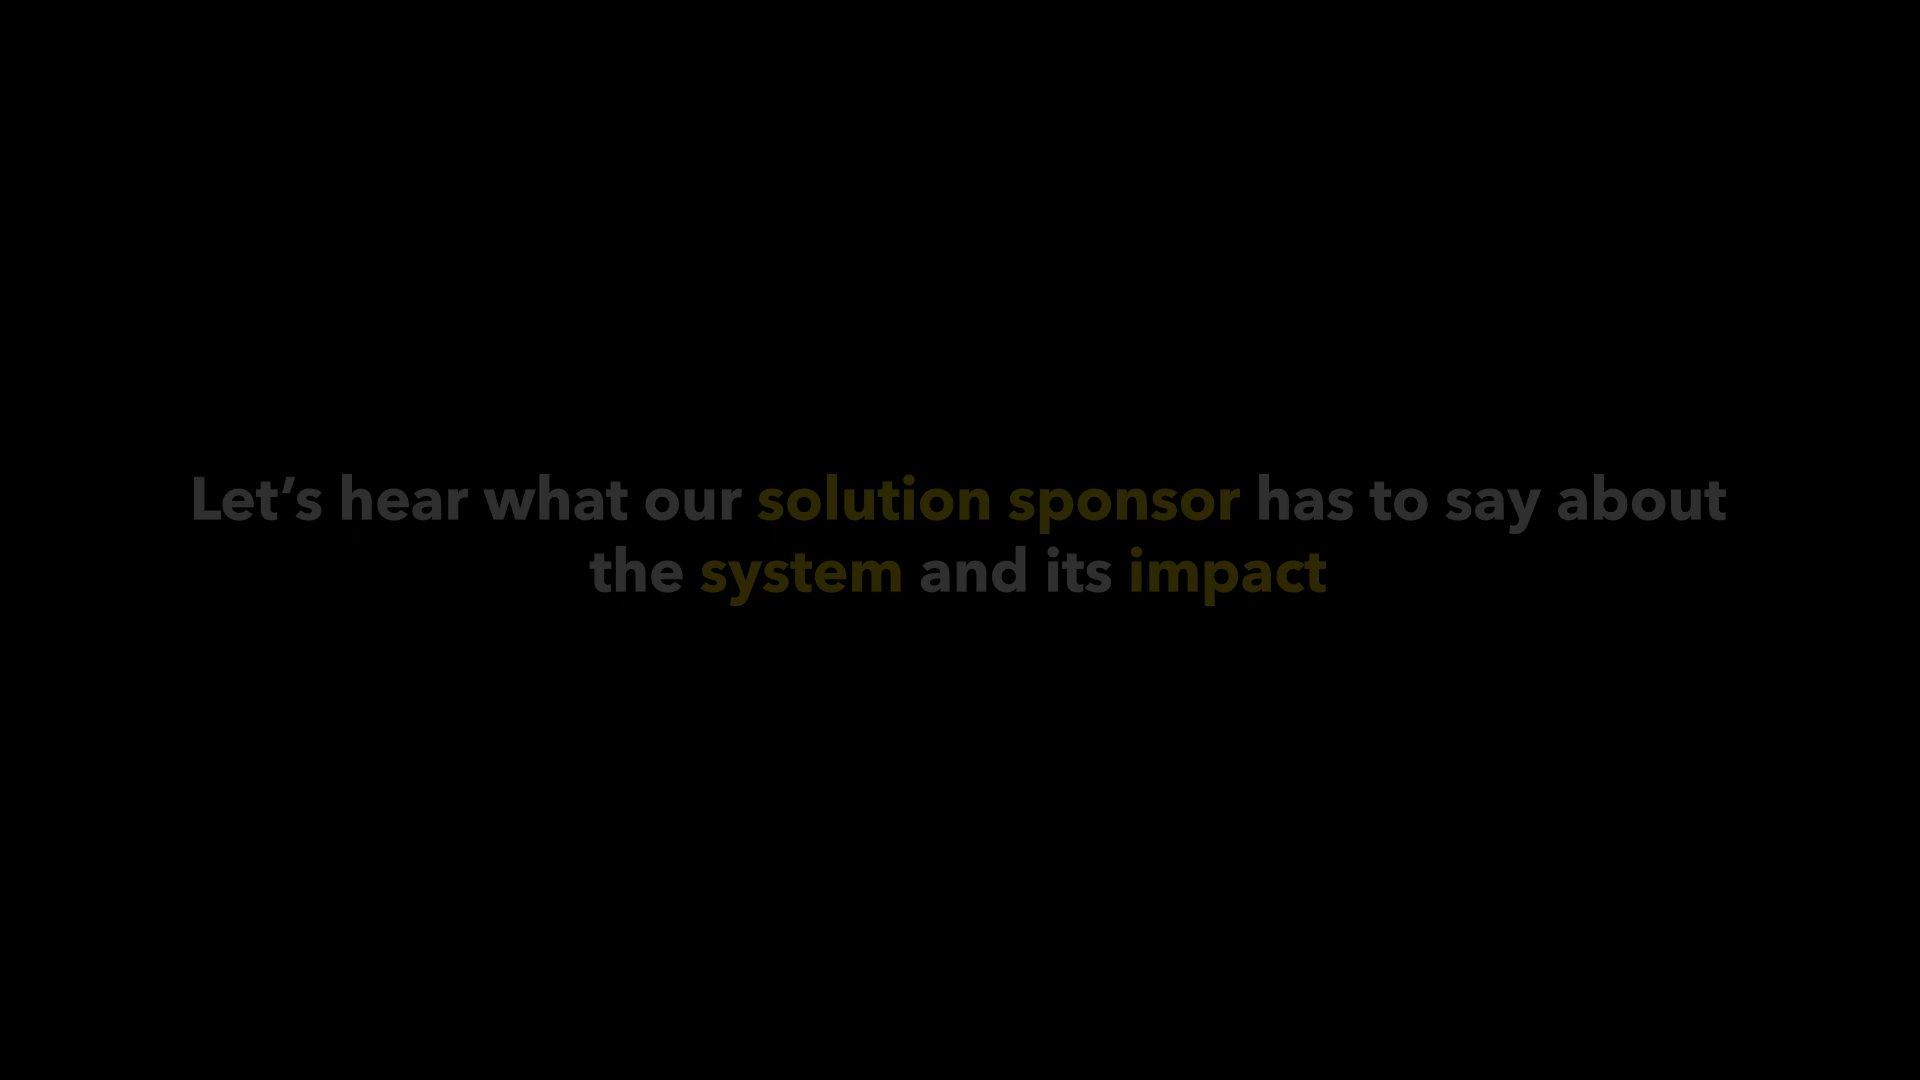 Let’s hear what our solution sponsor has to say about
the system and its impact